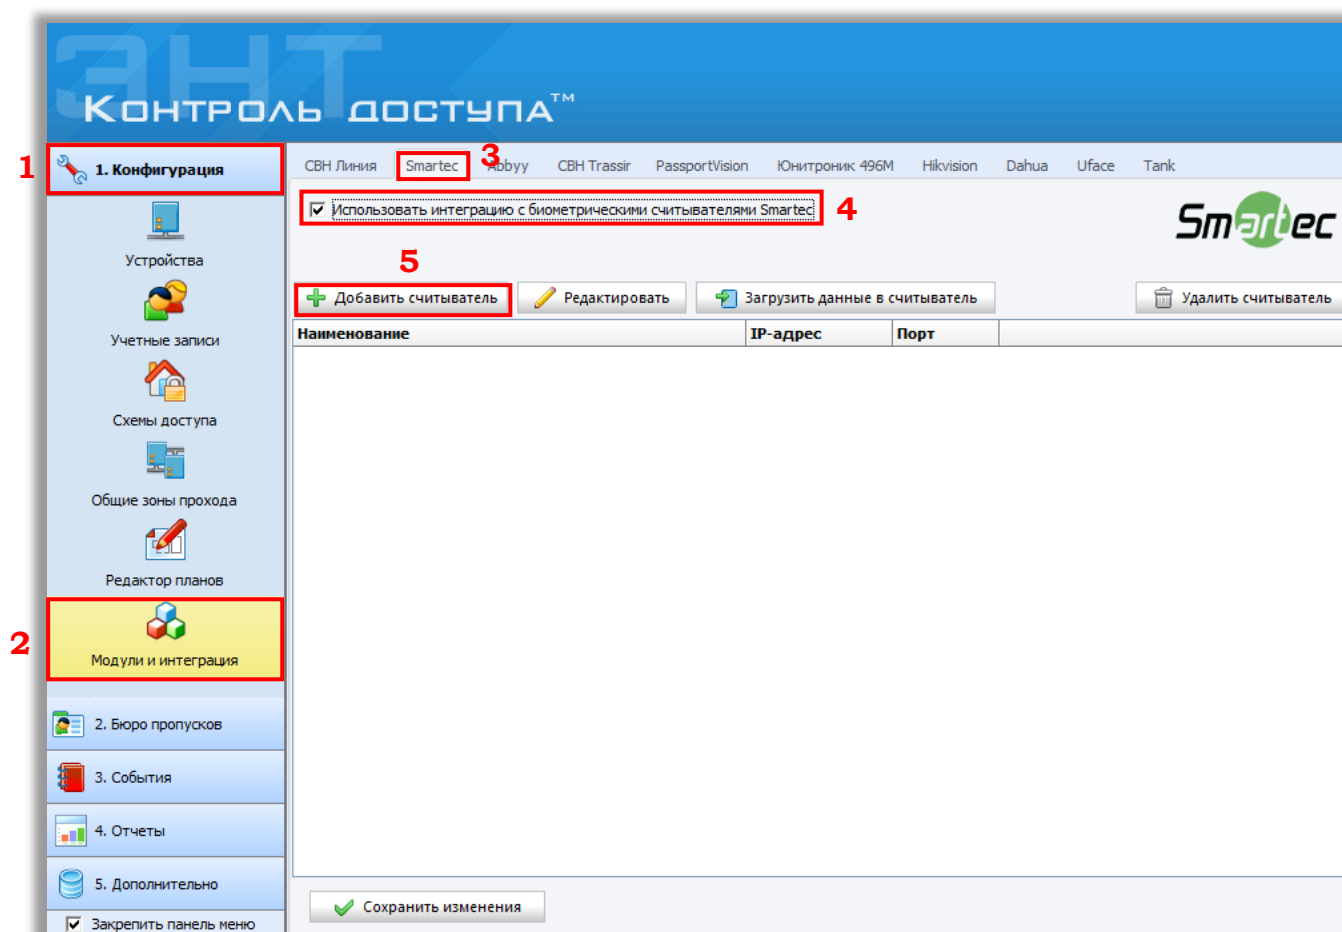 ЭНТ
Контроль доступа™
1
1. Конфигурация
Устройства
Учетные записи
Схемы доступа
Общие зоны прохода
Редактор планов
2
Модули и интеграция
2. Бюро пропусков
3. События
4. Отчеты
5. Дополнительно
Закрепить панель меню
СВН Линия Smartec 3 Abbyy СВН Trassir PassportVision Юнитроник 496М Hikvision Dahua Uface Tank
Использовать интеграцию с биометрическими считывателями Smartec 4
Smartec
5
Добавить считыватель Редактировать Загрузить данные в считыватель Удалить считыватель
Наименование IP-адрес Порт
Сохранить изменения